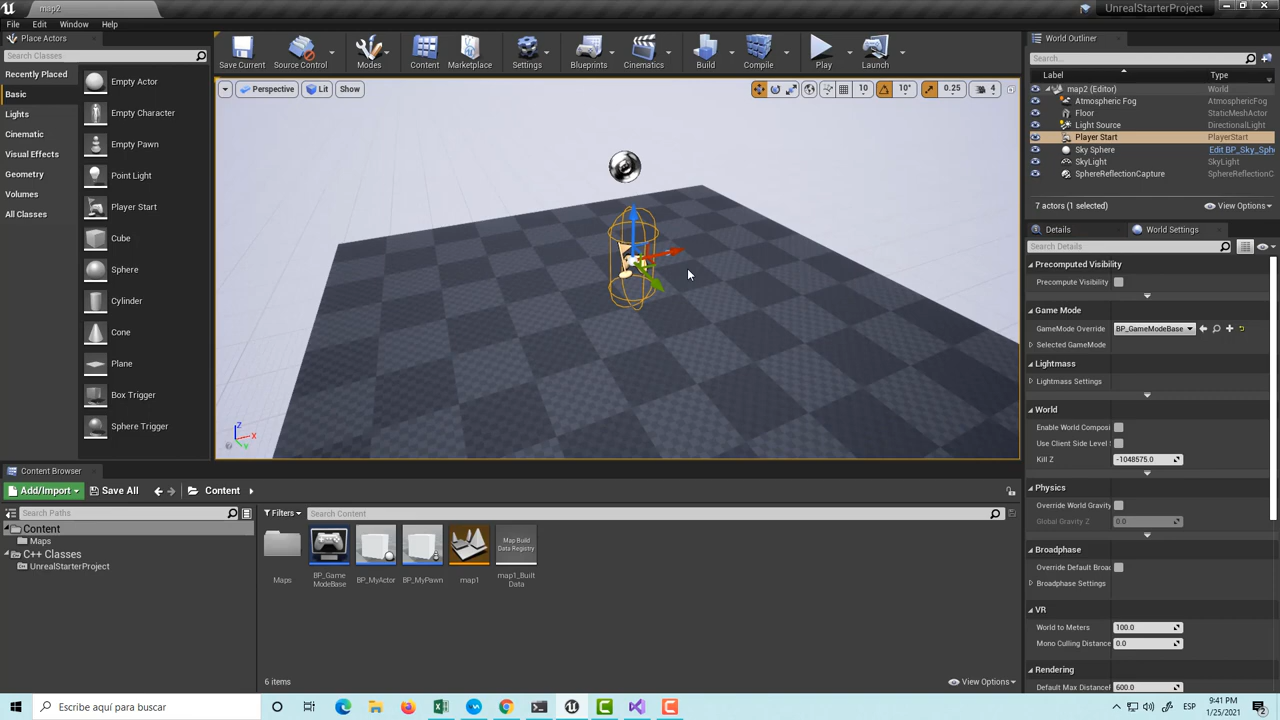 map2
UnrealStarterProject
File Edit Window Help
Place Actors
Search Classes
Recently Placed
Basic
Lights
Cinematic
Visual Effects
Geometry
Volumes
All Classes
Empty Actor
Empty Character
Empty Pawn
Point Light
Player Start
Cube
Sphere
Cylinder
Cone
Plane
Box Trigger
Sphere Trigger
Save Current
Source Control
Modes
Content
Marketplace
Settings
Blueprints
Cinematics
Build
Compile
Play
Launch
Perspective
Lit
Show
10
10°
0.25
4
Z
X
Y
World Outliner
Search...
Label Type
map2 (Editor) World
Atmospheric Fog AtmosphericFog
Floor StaticMeshActor
Light Source DirectionalLight
Player Start PlayerStart
Sky Sphere Edit BP_Sky_Sph
SkyLight SkyLight
SphereReflectionCapture SphereReflectionC
7 actors (1 selected) View Options
Details World Settings
Search Details
Precomputed Visibility
Precompute Visibility
Game Mode
GameMode Override BP_GameModeBase
Selected GameMode
Lightmass
Lightmass Settings
World
Enable World Composi
Use Client Side Level
Kill Z -1048575.0
Physics
Override World Gravity
Global Gravity Z 0.0
Broadphase
Override Default Broa
Broadphase Settings
VR
World to Meters 100.0
Mono Culling Distance 0.0
Rendering
Default Max Distance 600.0
Content Browser
Add/Import Save All Content
Search Paths
Filters Search Content
Content
Maps
C++ Classes
UnrealStarterProject
Maps
BP_Game
ModeBase
BP_MyActor
BP_MyPawn
map1
Map Build
Data Registry
map1_Built
Data
6 items View Options
Escribe aquí para buscar
ESP
9:41 PM
1/25/2021
2